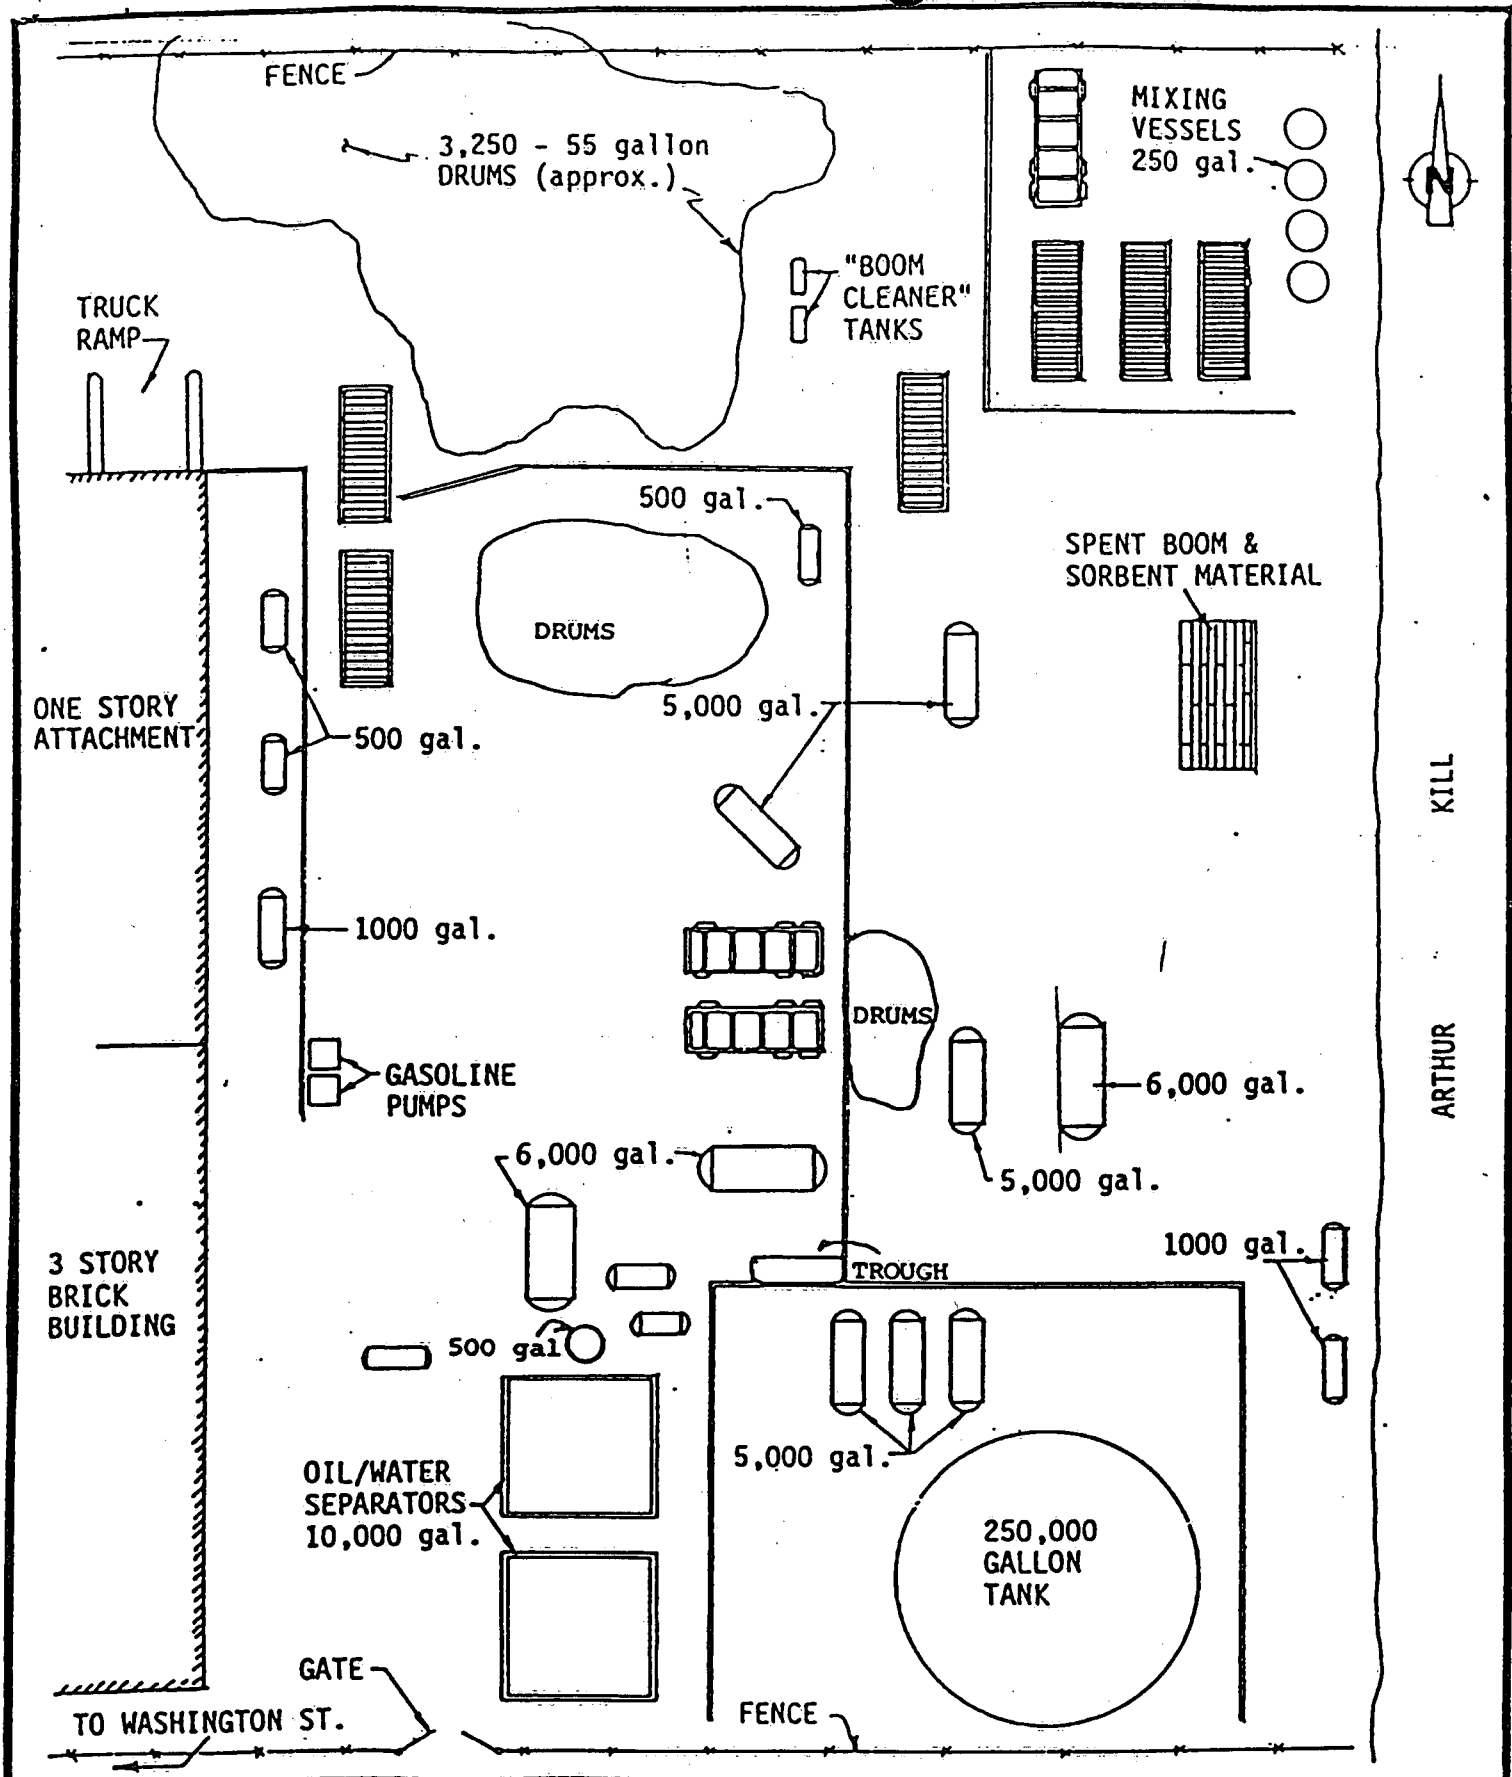 FENCE
3,250 - 55 gallon
DRUMS (approx.)
MIXING
VESSELS
250 gal.
N
"BOOM
CLEANER"
TANKS
TRUCK
RAMP
500 gal.
SPENT BOOM &
SORBENT MATERIAL
DRUMS
ONE STORY
ATTACHMENT
5,000 gal.
500 gal.
KILL
1000 gal.
DRUMS
ARTHUR
GASOLINE
PUMPS
6,000 gal.
6,000 gal.
5,000 gal.
3 STORY
BRICK
BUILDING
1000 gal.
TROUGH
500 gal
5,000 gal.
OIL/WATER
SEPARATORS
10,000 gal.
250,000
GALLON
TANK
GATE
TO WASHINGTON ST.
FENCE